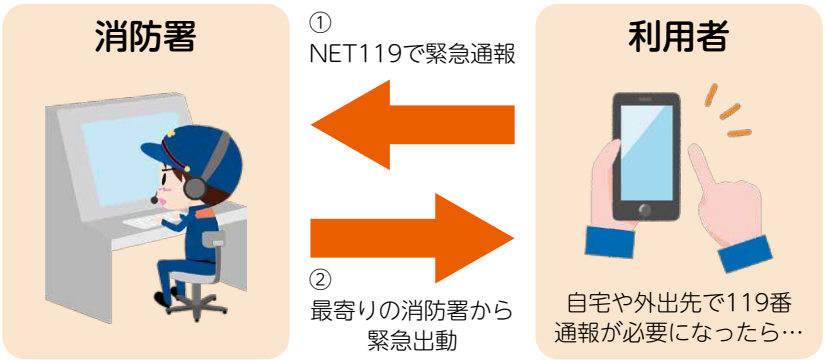 消防署
①
NET119で緊急通報
②
最寄りの消防署から
緊急出動
利用者
自宅や外出先で119番
通報が必要になったら…